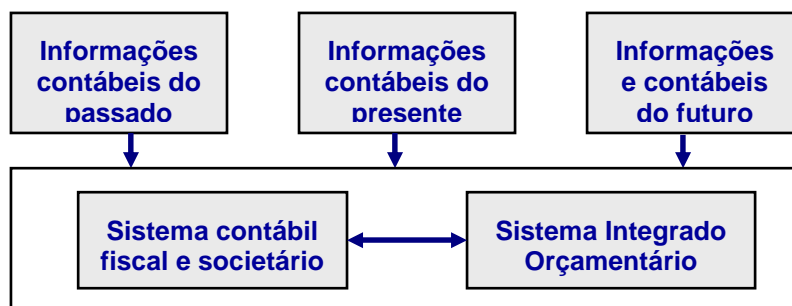 Informações
contábeis do
passado
Informações
contábeis do
presente
Informações
e contábeis
do futuro
Sistema contábil
fiscal e societário
Sistema Integrado
Orçamentário